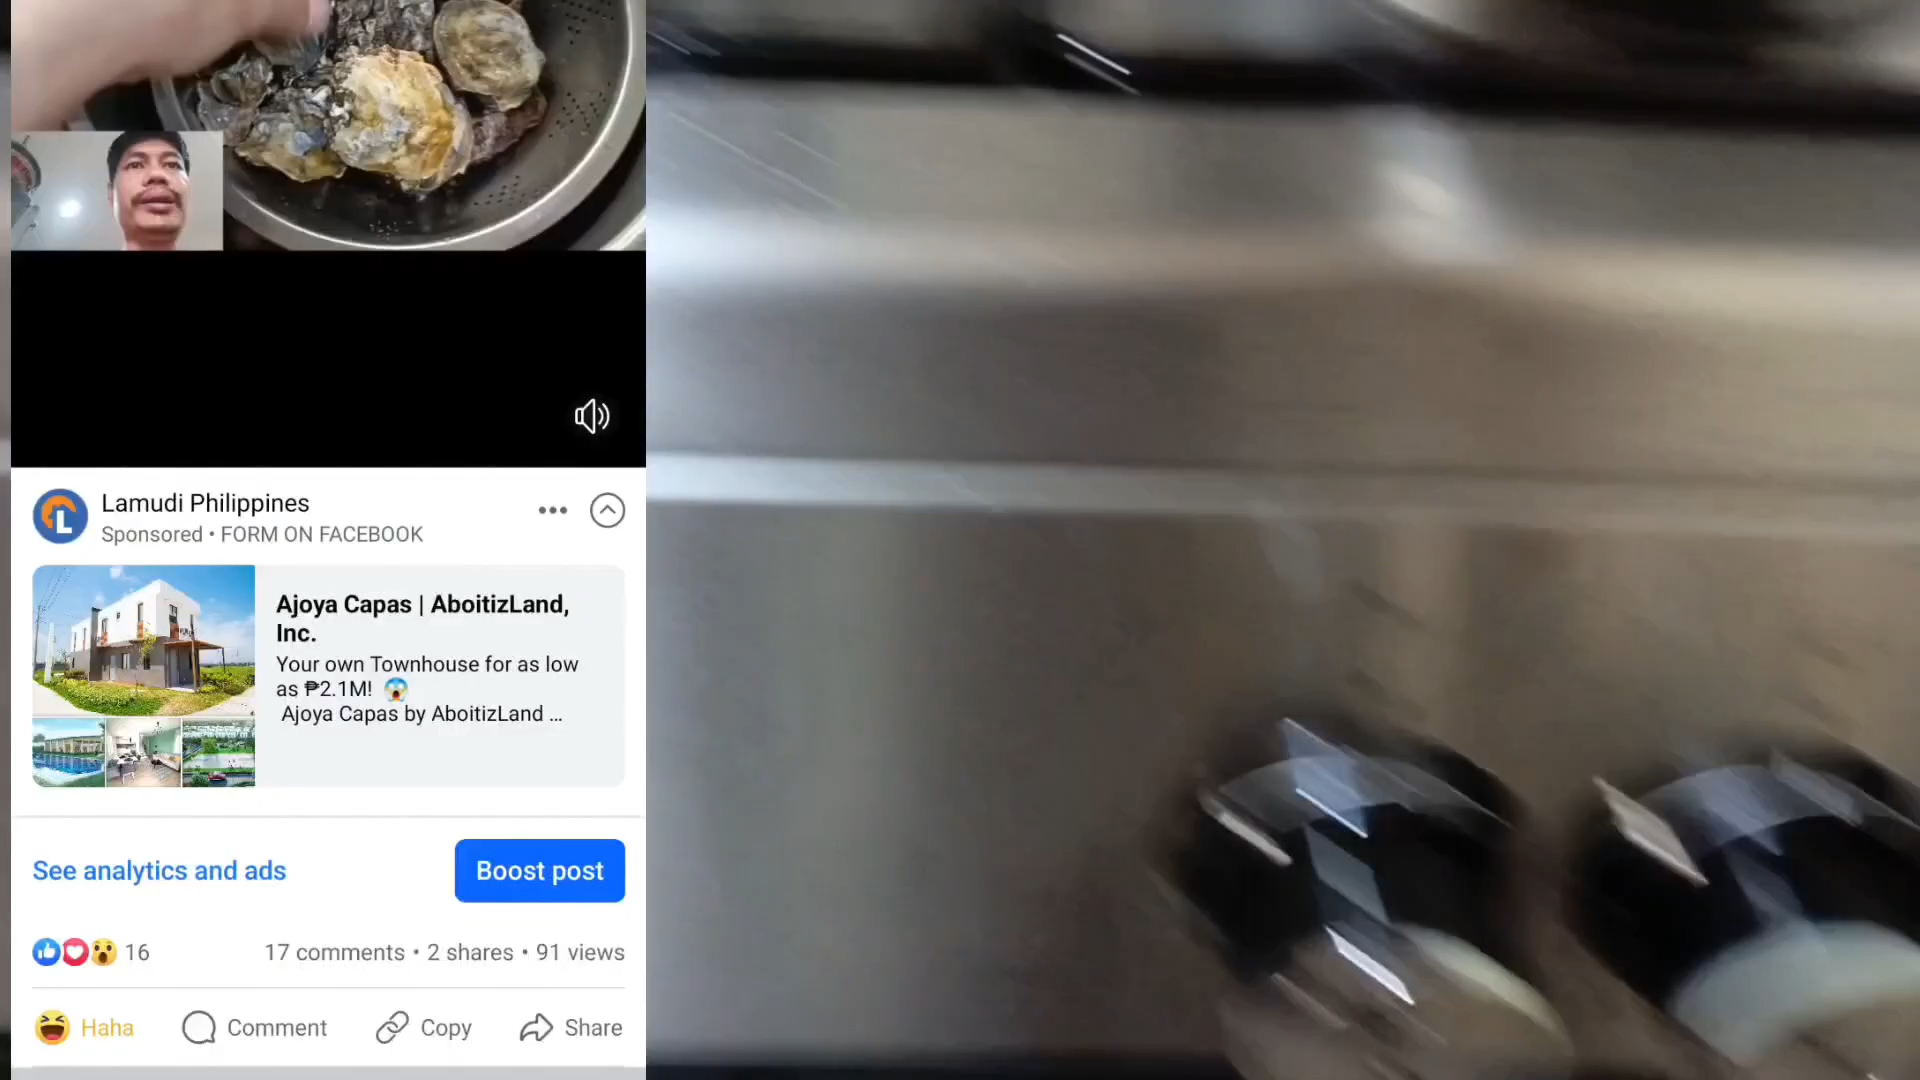 Lamudi Philippines
Sponsored • FORM ON FACEBOOK
Ajoya Capas | AboitizLand,
Inc.
Your own Townhouse for as low
as ₱2.1M! 😱
Ajoya Capas by AboitizLand ...
See analytics and ads
Boost post
16
17 comments • 2 shares • 91 views
Haha
Comment
Copy
Share